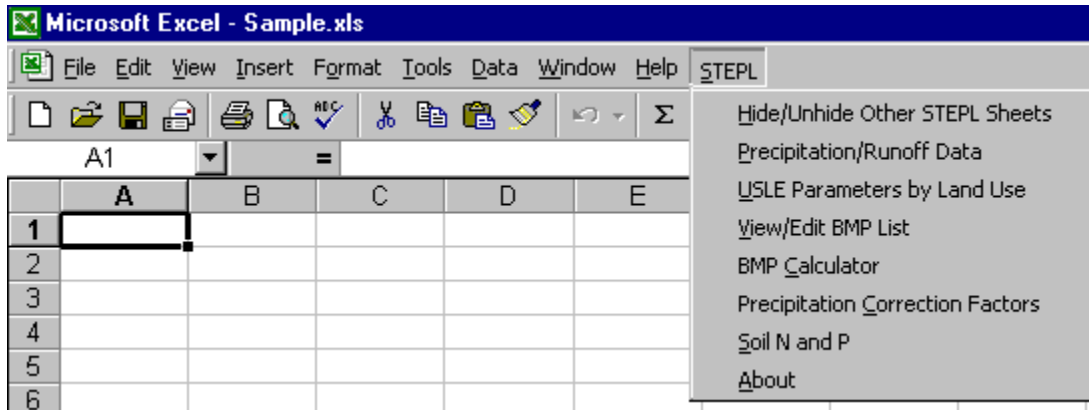 Microsoft Excel - Sample.xls
File Edit View Insert Format Tools Data Window Help STEPL
ABC Σ
A1 =
A B C D E
1
2
3
4
5
6
Hide/Unhide Other STEPL Sheets
Precipitation/Runoff Data
USLE Parameters by Land Use
View/Edit BMP List
BMP Calculator
Precipitation Correction Factors
Soil N and P
About